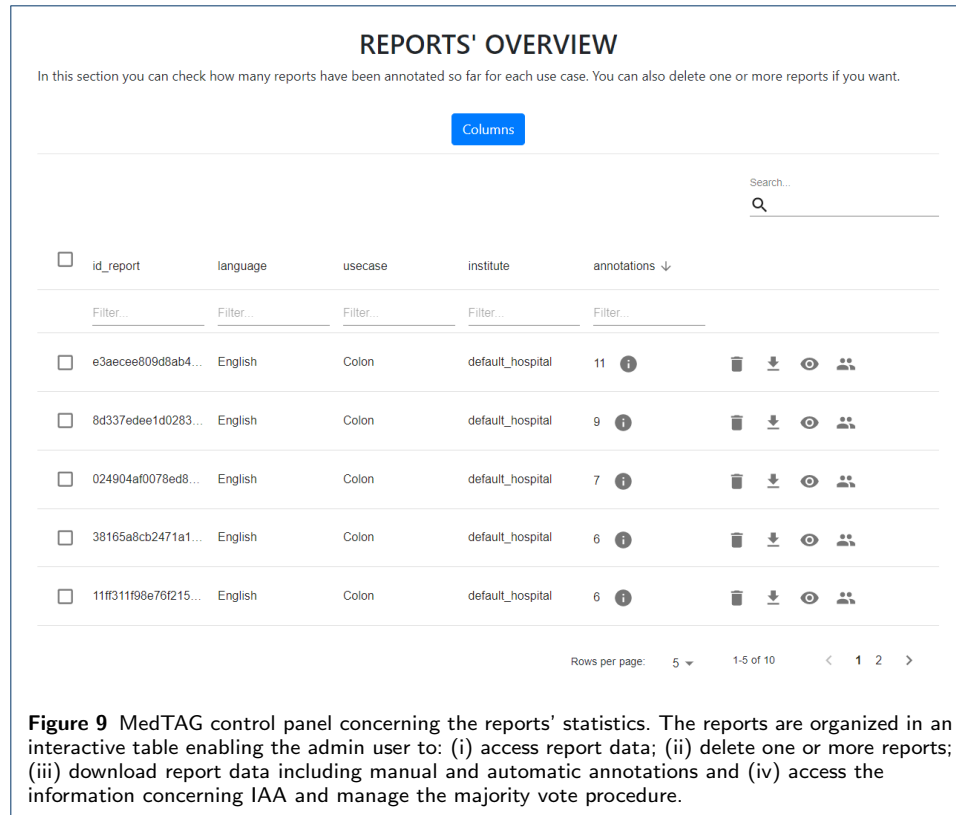 REPORTS' OVERVIEW
In this section you can check how many reports have been annotated so far for each use case. You can also delete one or more reports if you want.
Columns
Search...
id_report language usecase institute annotations
Filter... Filter... Filter... Filter... Filter...
e3aecee809d8ab4... English Colon default_hospital 11
8d337edee1d0283... English Colon default_hospital 9
024904af0078ed8... English Colon default_hospital 7
38165a8cb2471a1... English Colon default_hospital 6
11ff311f98e76f215... English Colon default_hospital 6
Rows per page: 5 1-5 of 10 1 2
Figure 9 MedTAG control panel concerning the reports' statistics. The reports are organized in an
interactive table enabling the admin user to: (i) access report data; (ii) delete one or more reports;
(iii) download report data including manual and automatic annotations and (iv) access the
information concerning IAA and manage the majority vote procedure.